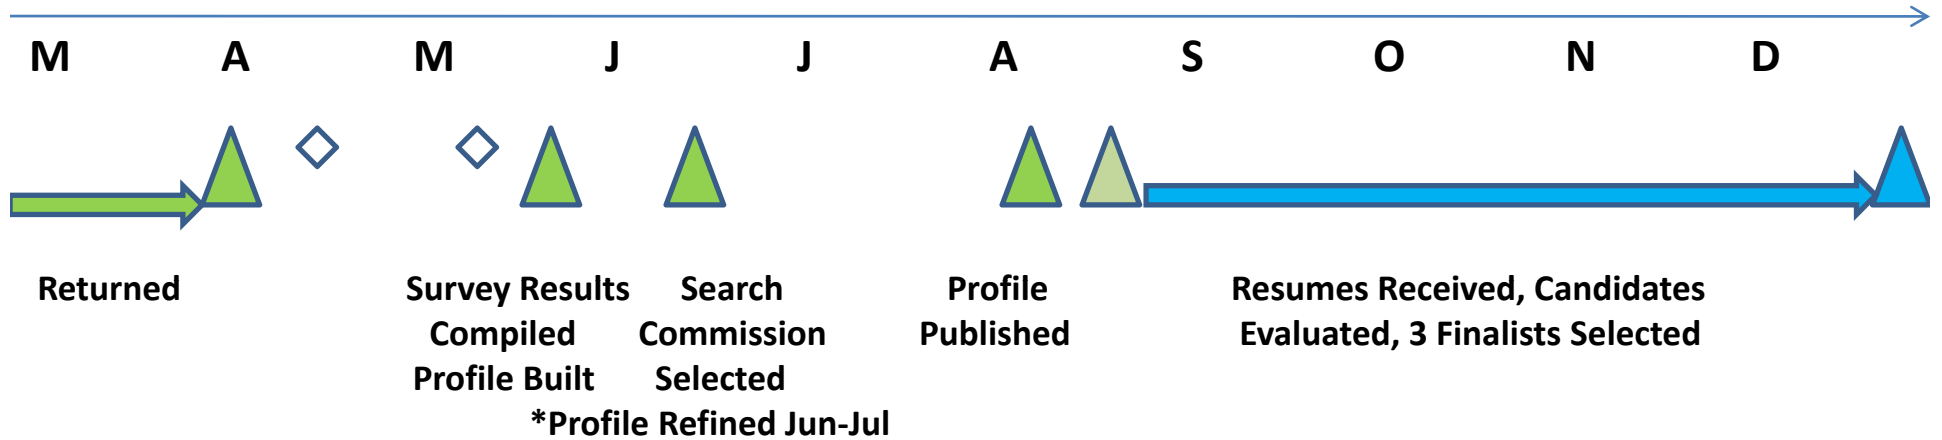 M A M J J A S O N D
Returned
Survey Results
Compiled
Profile Built
Search
Commission
Selected
*Profile Refined Jun-Jul
Profile
Published
Resumes Received, Candidates
Evaluated, 3 Finalists Selected